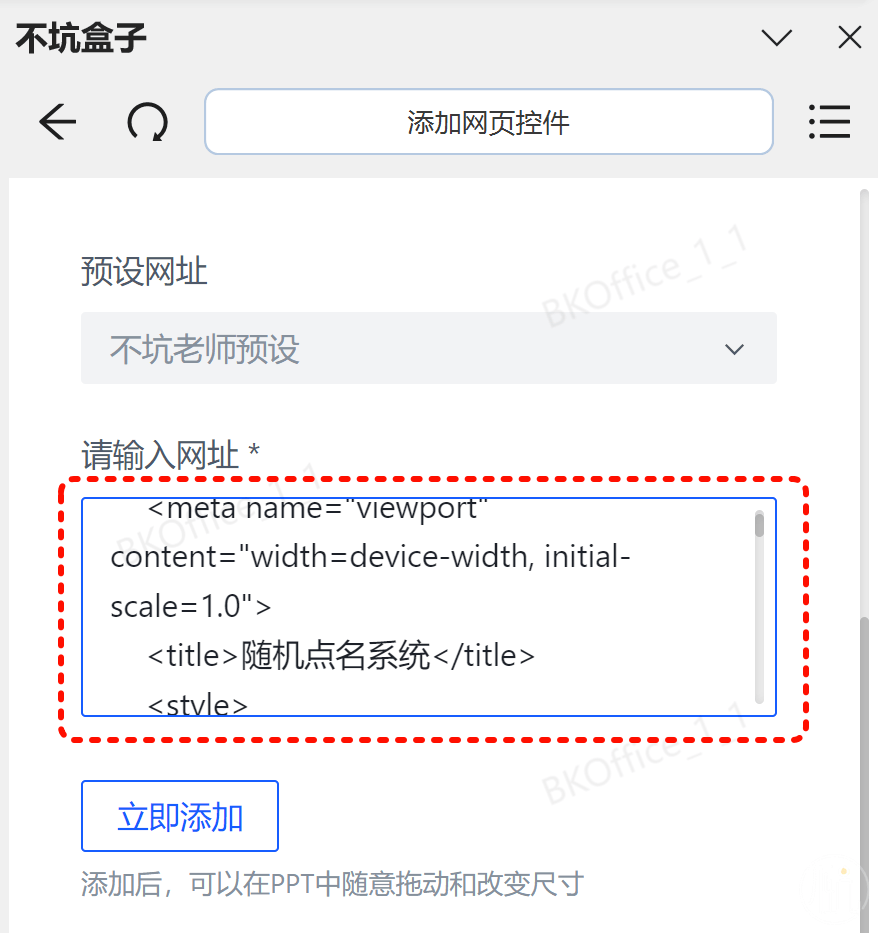 不坑盒子
添加网页控件
预设网址
BKOffice_1_1
不坑老师预设
请输入网址 *
BKOffice_1_1
<meta name="viewport"
content="width=device-width, initial-
scale=1.0">
<title>随机点名系统</title>
<style>
BKOffice_1_1
立即添加
添加后，可以在PPT中随意拖动和改变尺寸